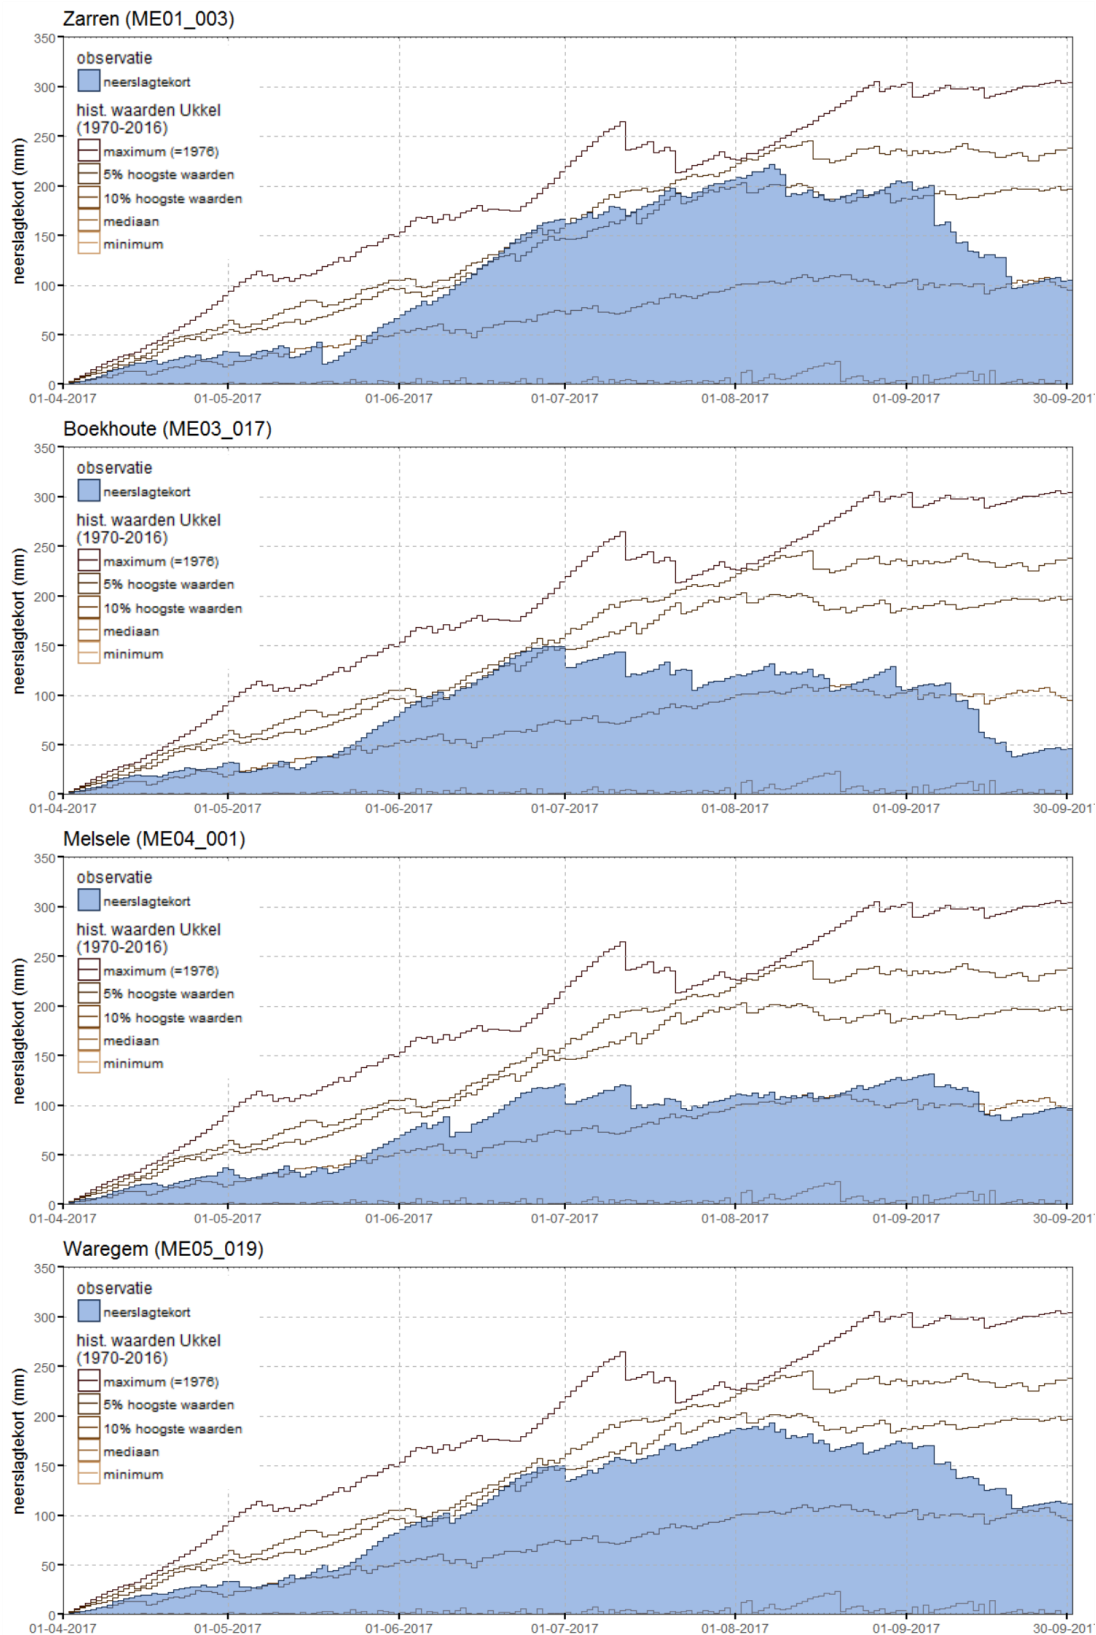 Zarren (ME01_003)
350
300
250
200
150
100
50
0
neerslagtekort (mm)
observatie
neerslagtekort
hist. waarden Ukkel
(1970-2016)
maximum (=1976)
5% hoogste waarden
10% hoogste waarden
mediaan
minimum
01-04-2017 01-05-2017 01-06-2017 01-07-2017 01-08-2017 01-09-2017 30-09-2017
Boekhoute (ME03_017)
350
300
250
200
150
100
50
0
neerslagtekort (mm)
observatie
neerslagtekort
hist. waarden Ukkel
(1970-2016)
maximum (=1976)
5% hoogste waarden
10% hoogste waarden
mediaan
minimum
01-04-2017 01-05-2017 01-06-2017 01-07-2017 01-08-2017 01-09-2017 30-09-2017
Melsele (ME04_001)
350
300
250
200
150
100
50
0
neerslagtekort (mm)
observatie
neerslagtekort
hist. waarden Ukkel
(1970-2016)
maximum (=1976)
5% hoogste waarden
10% hoogste waarden
mediaan
minimum
01-04-2017 01-05-2017 01-06-2017 01-07-2017 01-08-2017 01-09-2017 30-09-2017
Waregem (ME05_019)
350
300
250
200
150
100
50
0
neerslagtekort (mm)
observatie
neerslagtekort
hist. waarden Ukkel
(1970-2016)
maximum (=1976)
5% hoogste waarden
10% hoogste waarden
mediaan
minimum
01-04-2017 01-05-2017 01-06-2017 01-07-2017 01-08-2017 01-09-2017 30-09-2017